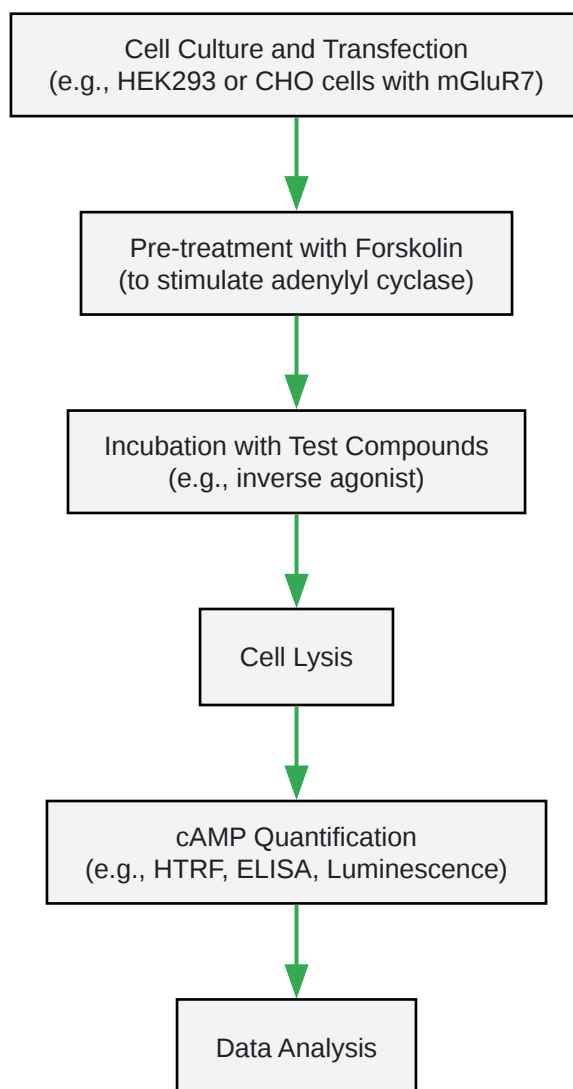 Cell Culture and Transfection
(e.g., HEK293 or CHO cells with mGluR7)
Pre-treatment with Forskolin
(to stimulate adenylyl cyclase)
Incubation with Test Compounds
(e.g., inverse agonist)
Cell Lysis
cAMP Quantification
(e.g., HTRF, ELISA, Luminescence)
Data Analysis